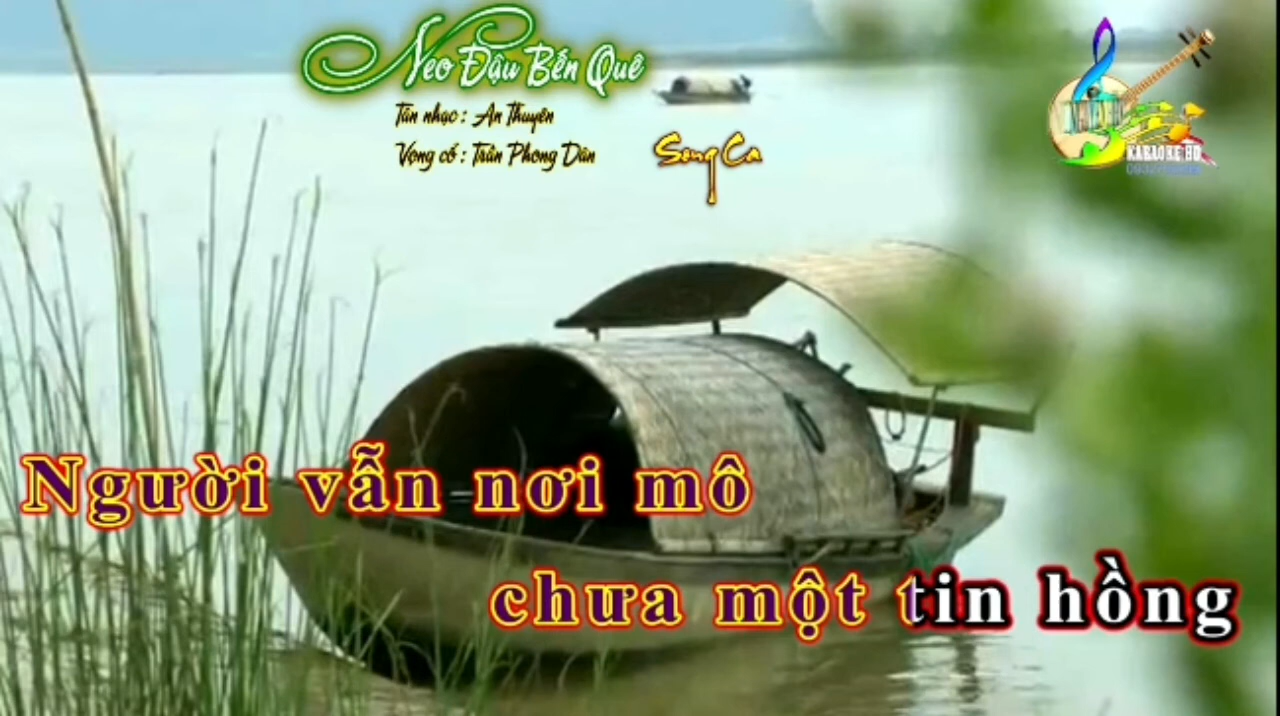 Neo Đậu Bến Quê
Tân nhạc : An Thuyên
Vọng cổ : Trần Phong Dân
Song Ca
KARAOKE HD
Người vẫn nơi mô
chưa một tin hồng